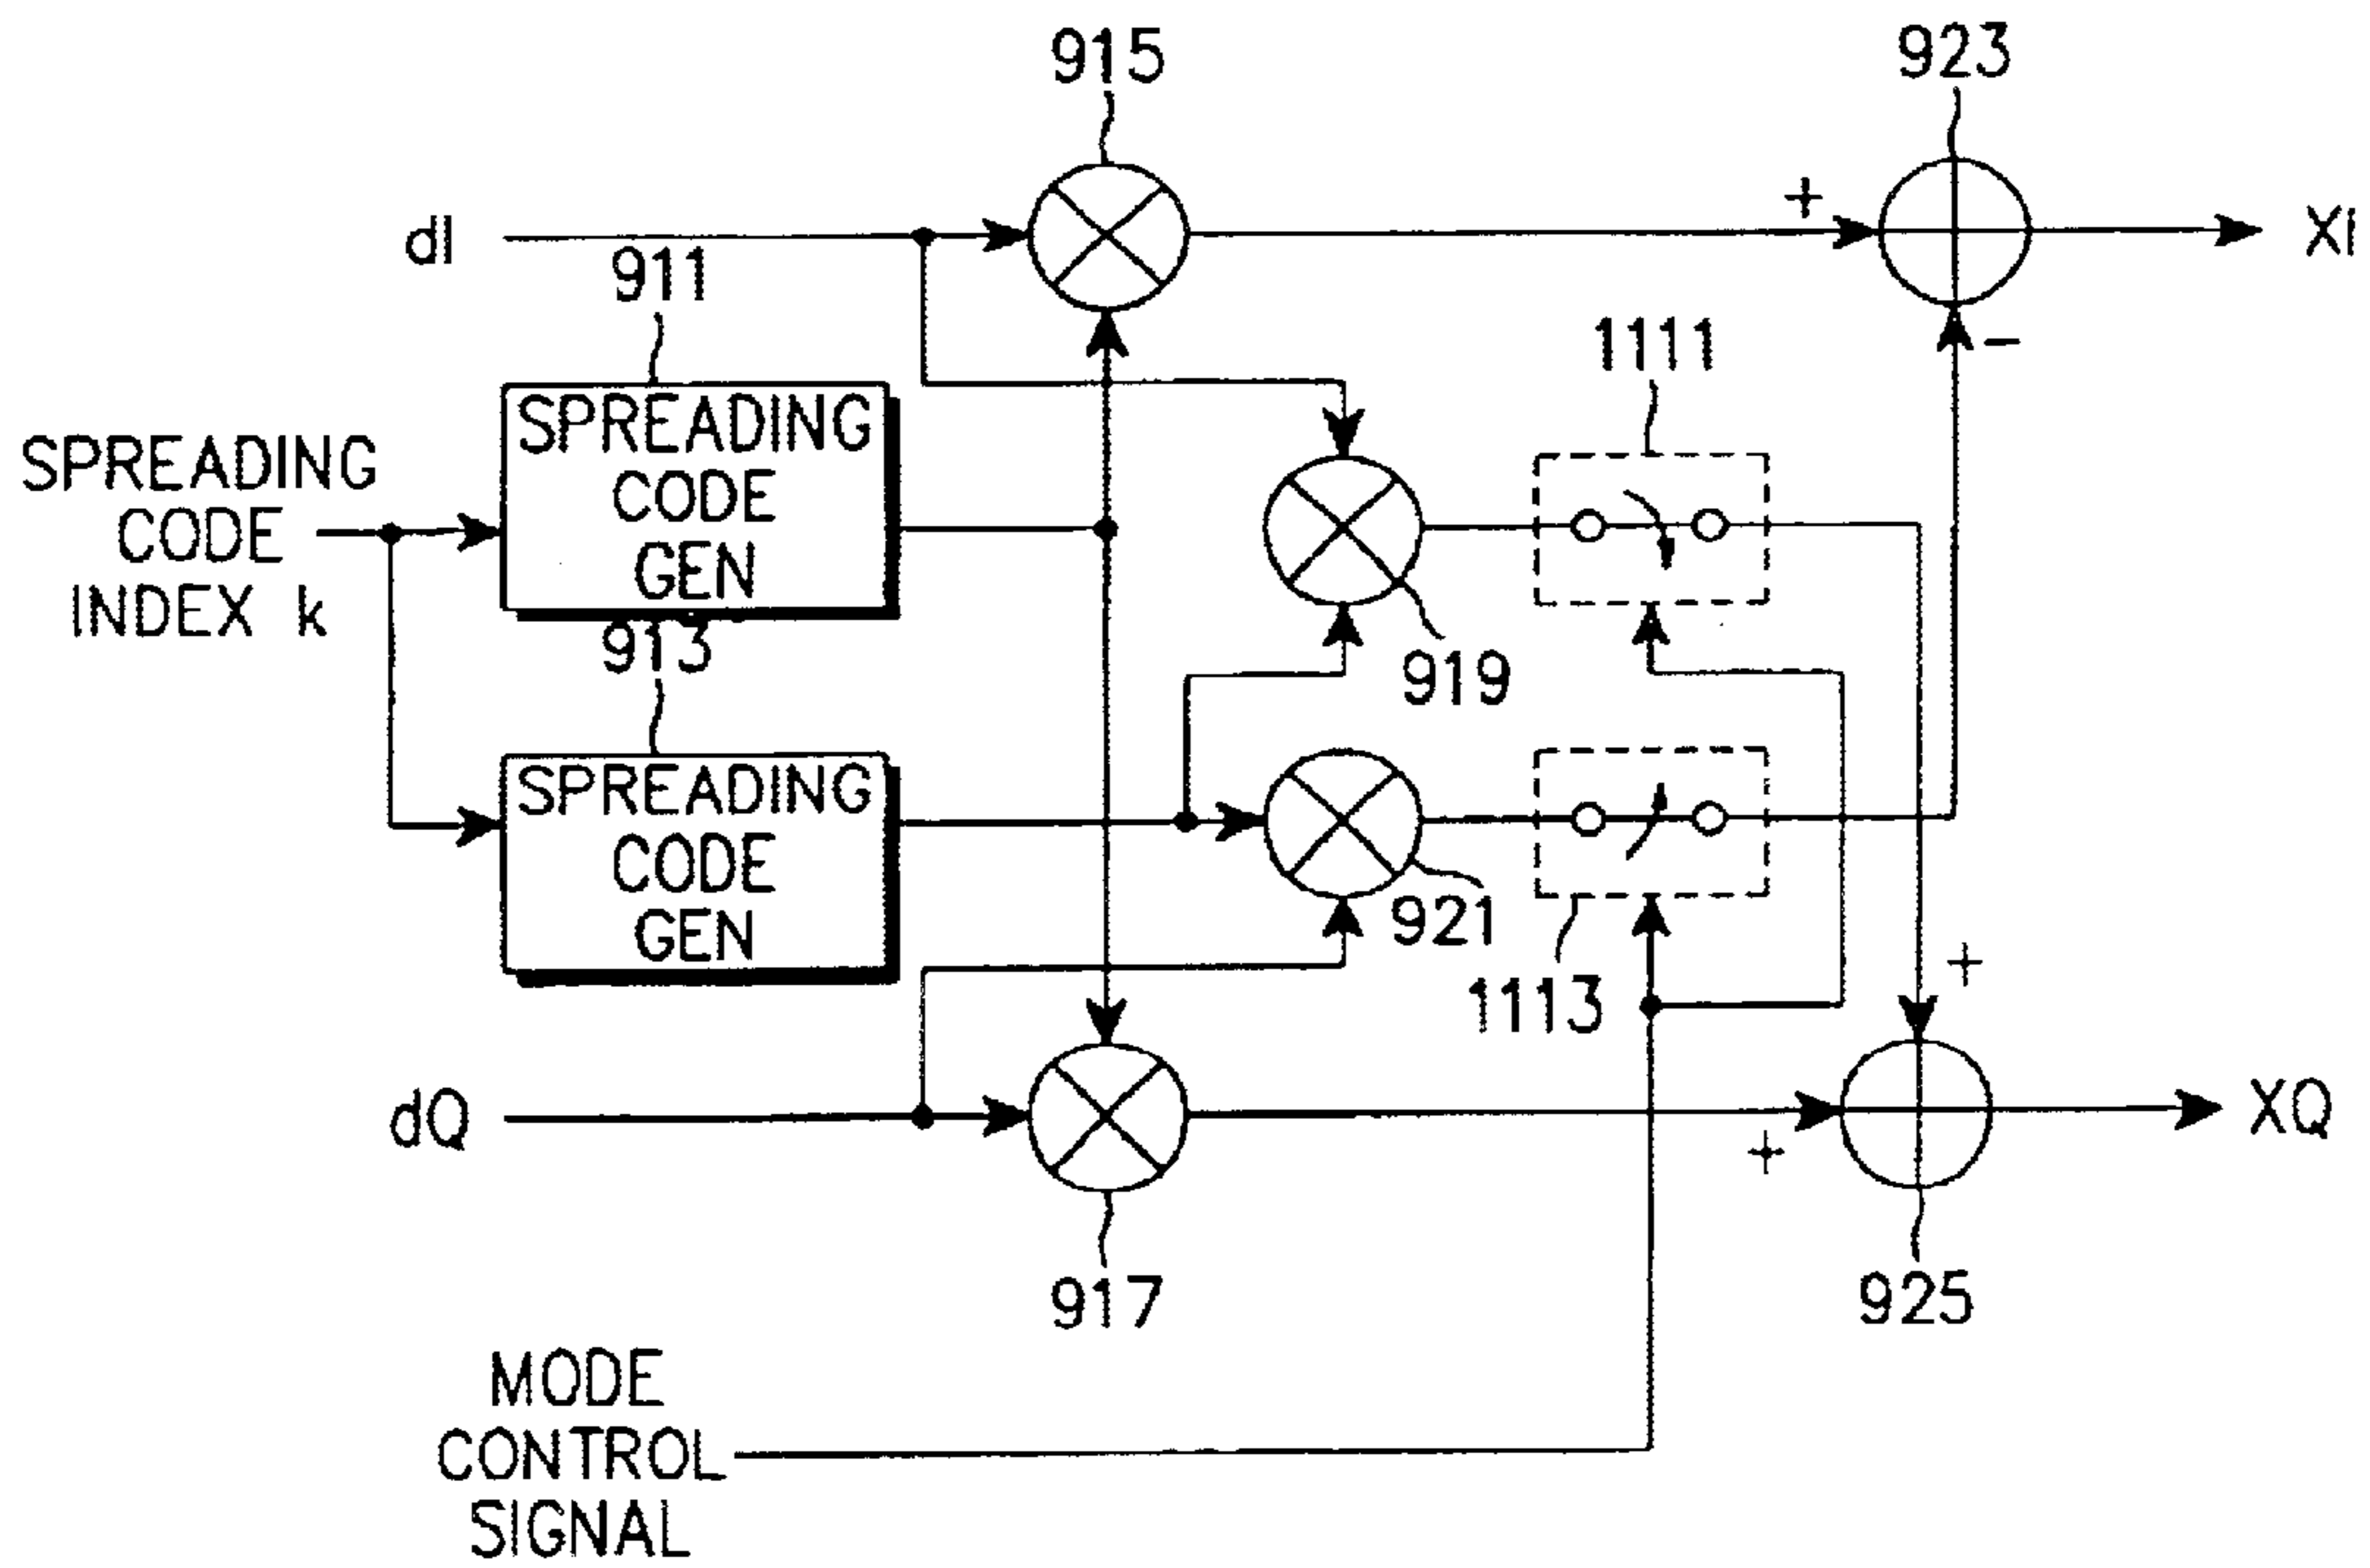 915
923
dI
+
XI
911
1111
-
SPREADING
CODE
GEN
SPREADING
CODE
INDEX k
913
919
SPREADING
CODE
GEN
921
1113
+
dQ
+
XQ
917
925
MODE
CONTROL
SIGNAL